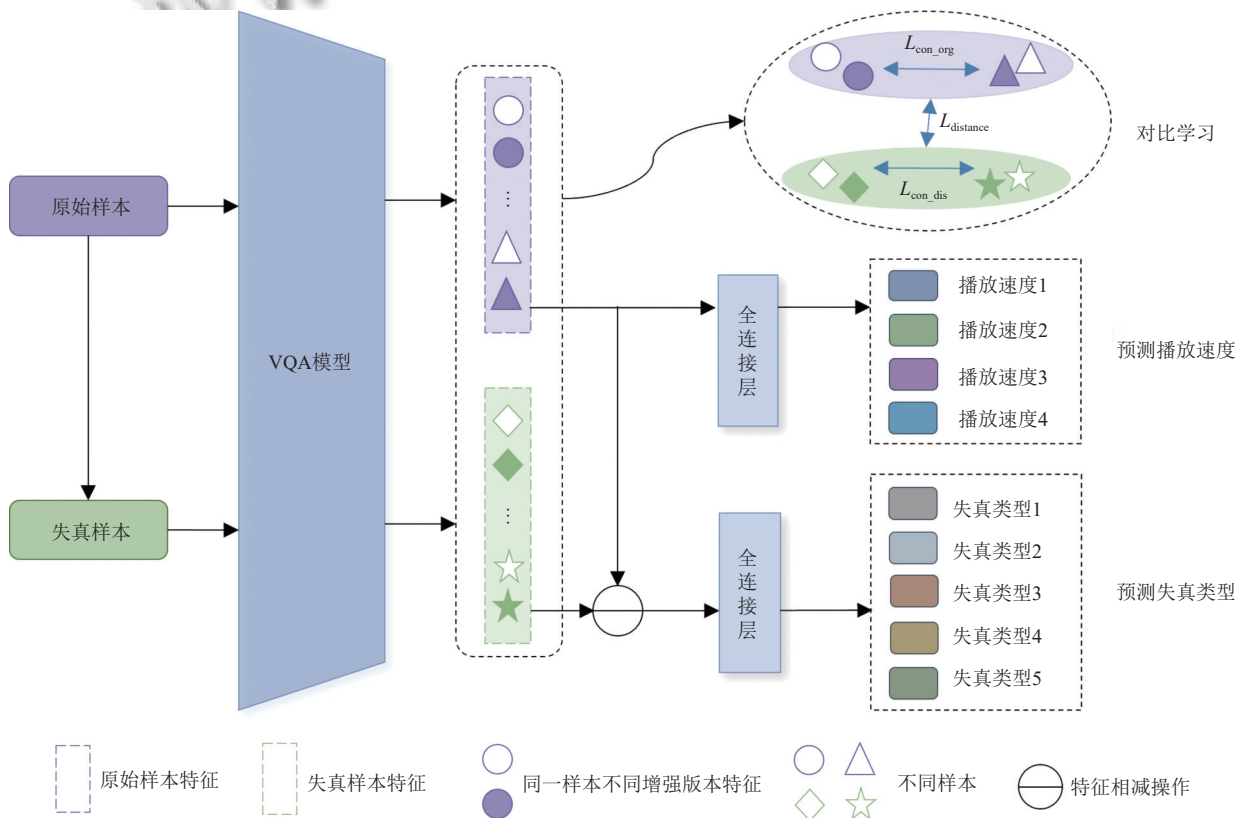 L_con_org
L_distance
L_con_dis
对比学习
原始样本
⋮
VQA模型
全连接层
播放速度1
播放速度2
播放速度3
播放速度4
预测播放速度
失真样本
⋮
全连接层
失真类型1
失真类型2
失真类型3
失真类型4
失真类型5
预测失真类型
原始样本特征
失真样本特征
同一样本不同增强版本特征
不同样本
特征相减操作